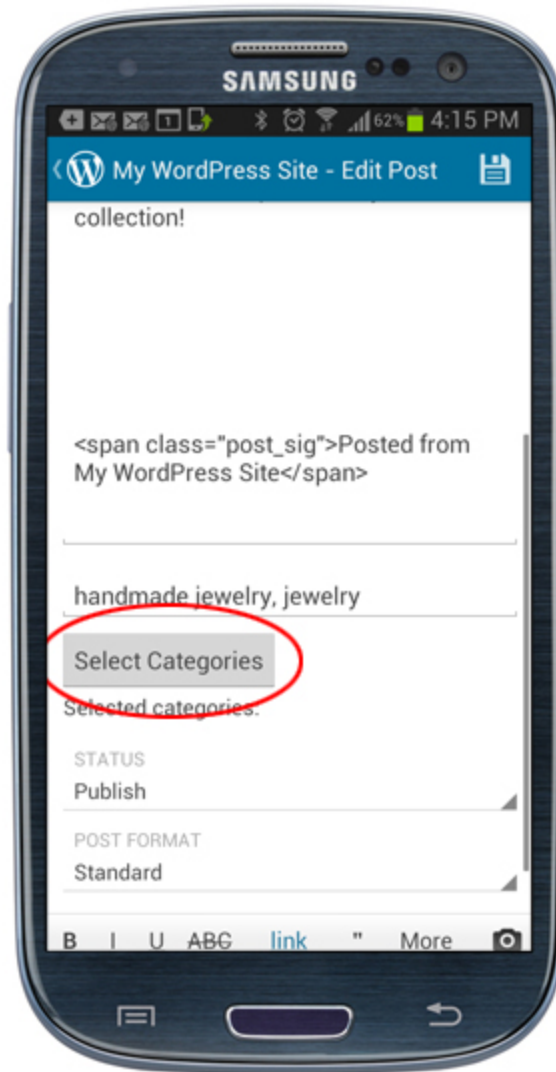 SAMSUNG
1
62% 4:15 PM
My WordPress Site - Edit Post
collection!
<span class="post_sig">Posted from
My WordPress Site</span>
handmade jewelry, jewelry
Select Categories
Selected categories:
STATUS
Publish
POST FORMAT
Standard
B I U ABC link " More